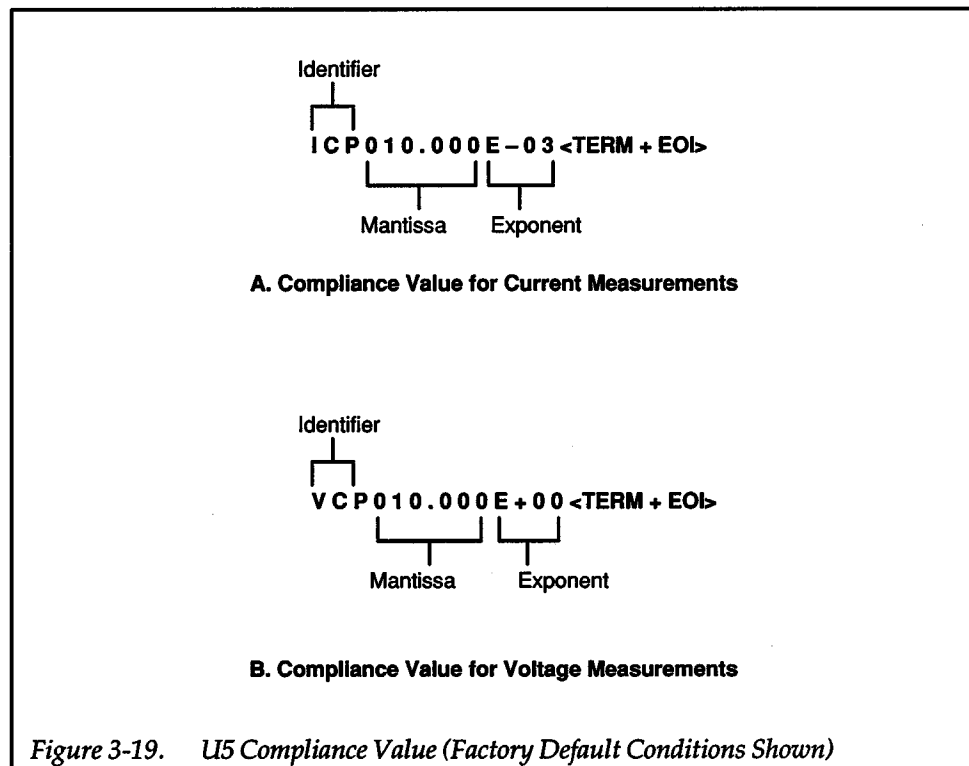 Identifier
ICP010.000E-03 <TERM + EOI>
Mantissa Exponent
A. Compliance Value for Current Measurements
Identifier
VCP010.000E+00 <TERM + EOI>
Mantissa Exponent
B. Compliance Value for Voltage Measurements
Figure 3-19. U5 Compliance Value (Factory Default Conditions Shown)